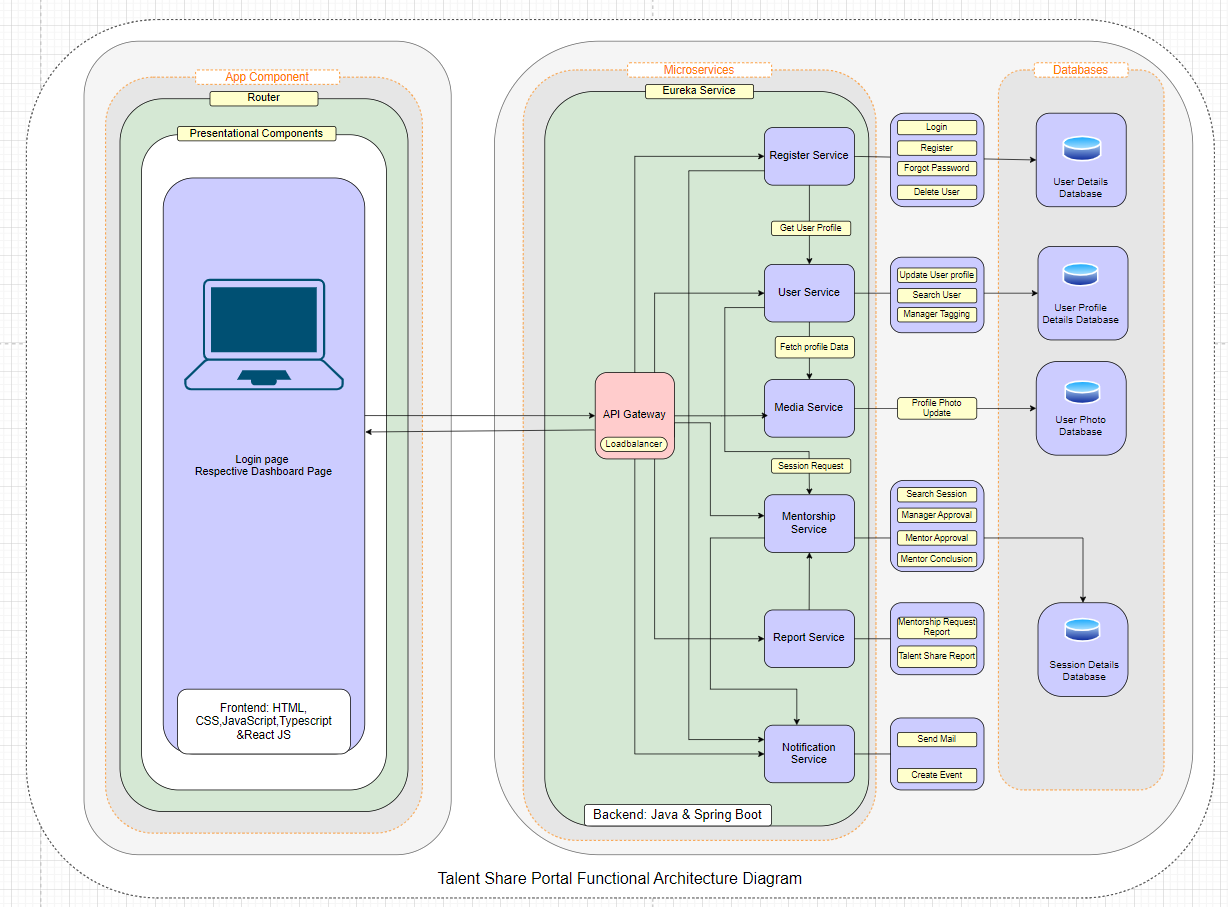 App Component
Router
Presentational Components
Login page
Respective Dashboard Page
Frontend: HTML,
CSS,JavaScript,Typescript
&React JS
Microservices
Eureka Service
API Gateway
Loadbalancer
Register Service
Get User Profile
User Service
Fetch profile Data
Media Service
Session Request
Mentorship
Service
Report Service
Notification
Service
Backend: Java & Spring Boot
Login
Register
Forgot Password
Delete User
Update User profile
Search User
Manager Tagging
Profile Photo
Update
Search Session
Manager Approval
Mentor Approval
Mentor Conclusion
Mentorship Request
Report
Talent Share Report
Send Mail
Create Event
Databases
User Details
Database
User Profile
Details Database
User Photo
Database
Session Details
Database
Talent Share Portal Functional Architecture Diagram